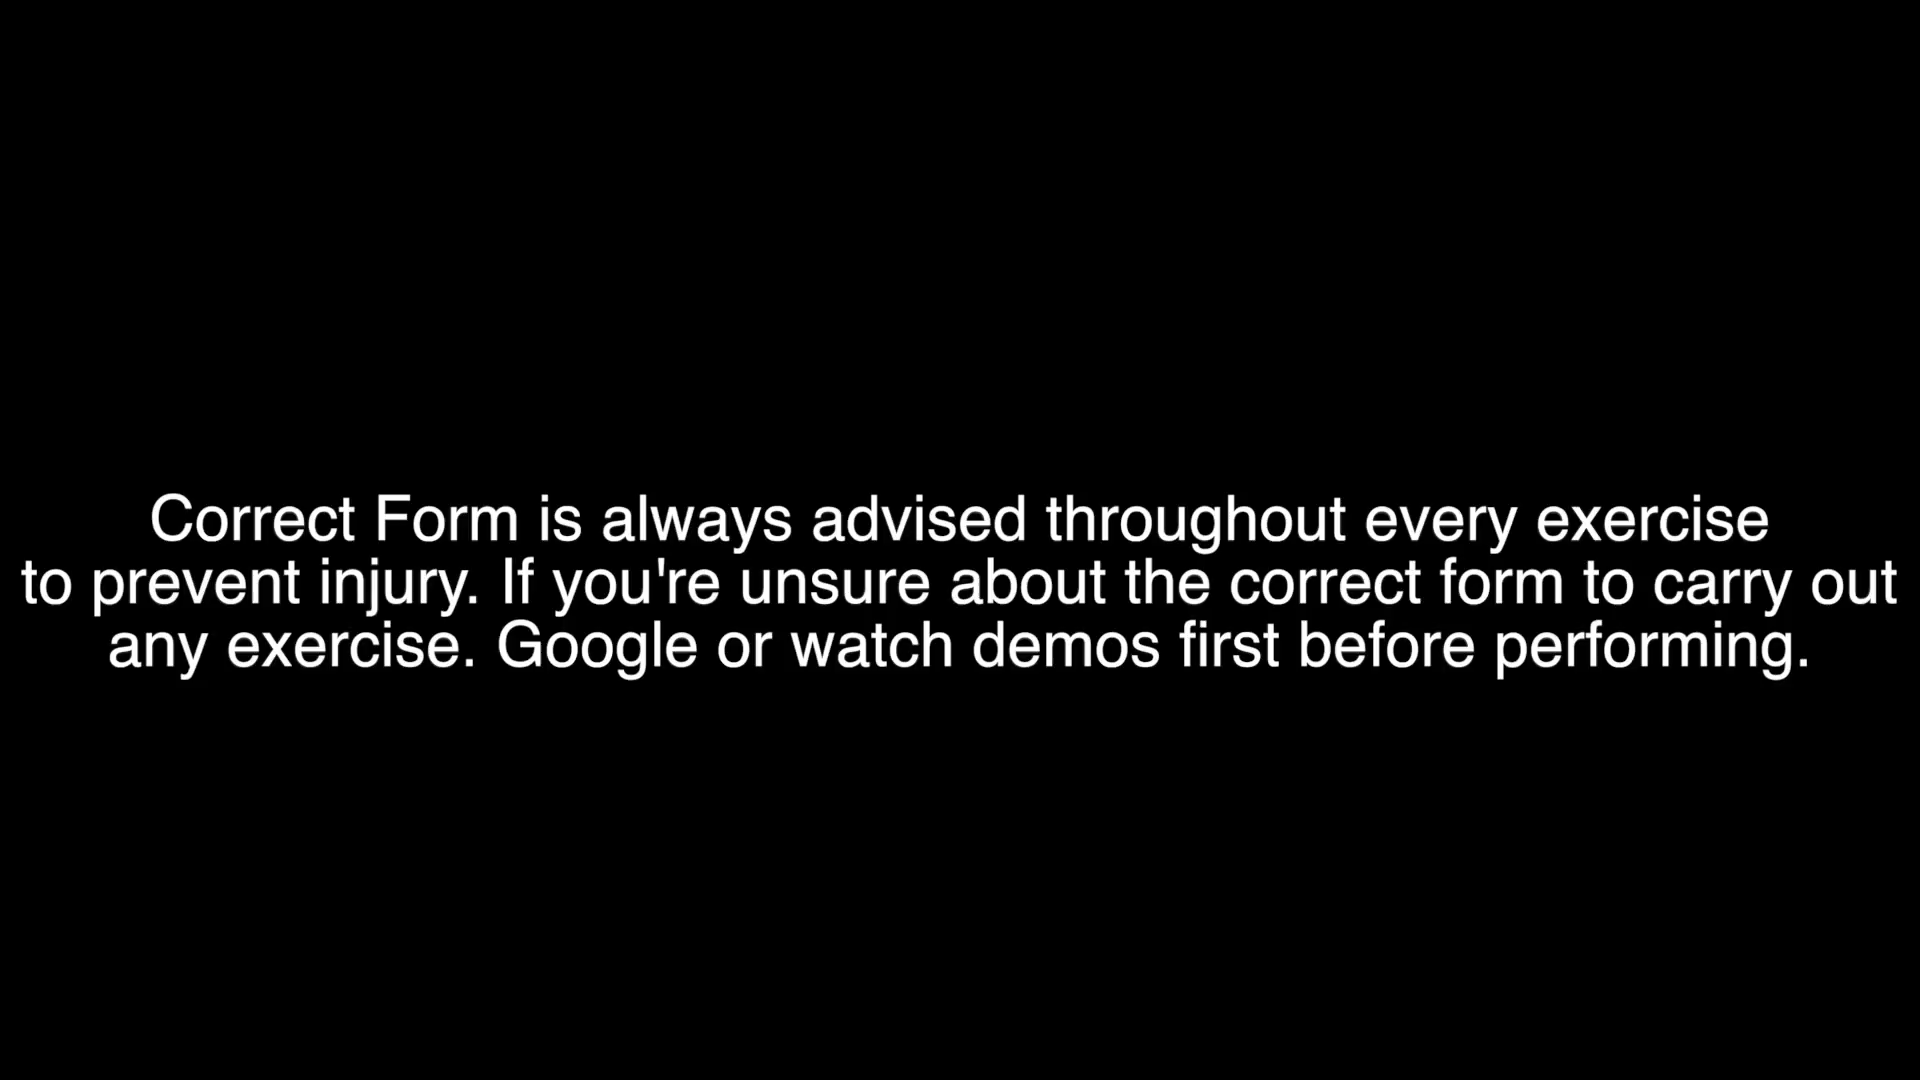 Correct Form is always advised throughout every exercise
to prevent injury. If you're unsure about the correct form to carry out
any exercise. Google or watch demos first before performing.